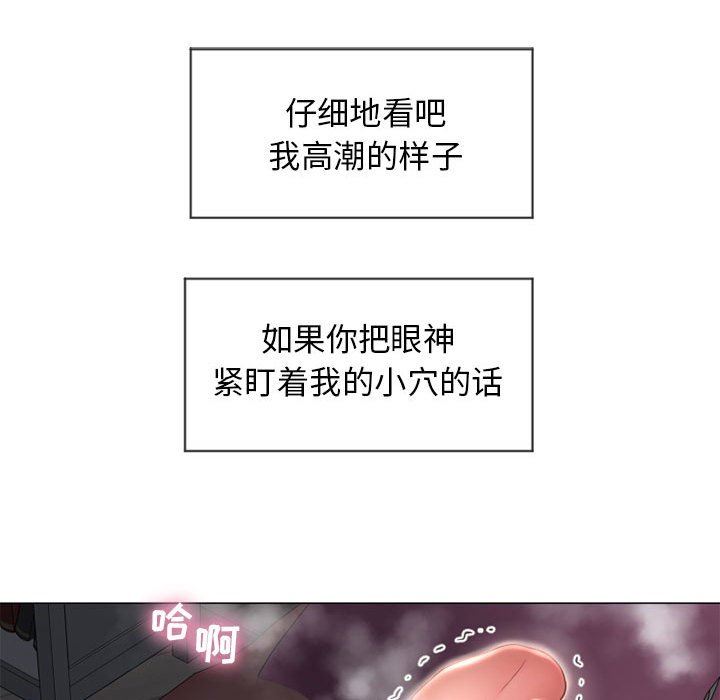 仔细地看吧
我高潮的样子
如果你把眼神
紧盯着我的小穴的话
哈
啊